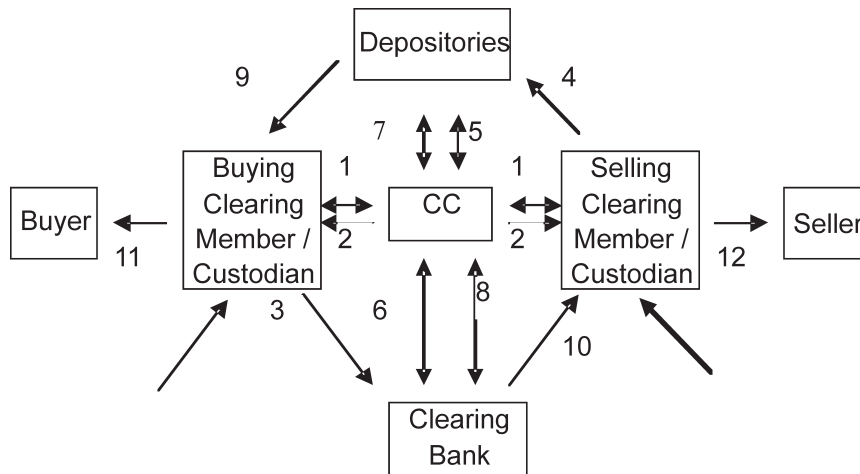 Depositories
9
4
7
5
Buying
Clearing
Member /
Custodian
1
1
Selling
Clearing
Member /
Custodian
Buyer
CC
Seller
2
2
11
12
3
6
8
10
Clearing
Bank